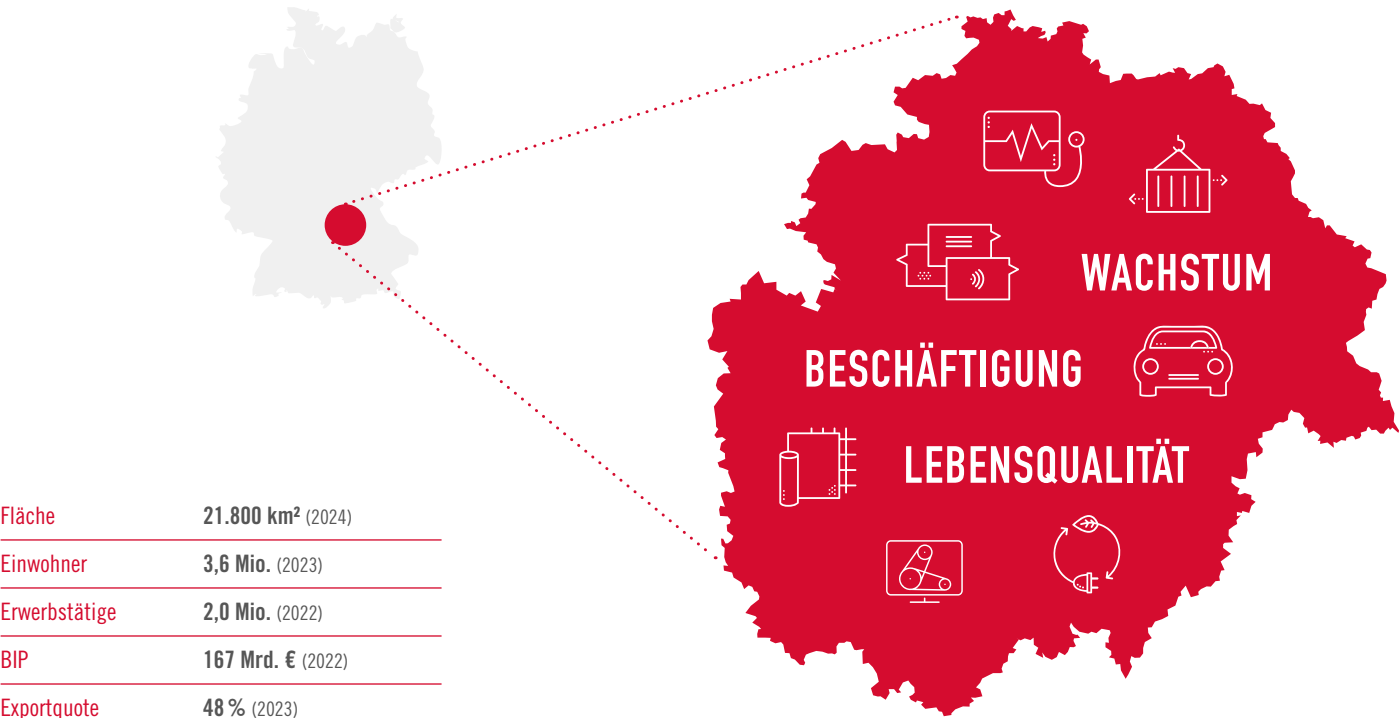 WACHSTUM
BESCHÄFTIGUNG
LEBENSQUALITÄT
Fläche 21.800 km² (2024)
Einwohner 3,6 Mio. (2023)
Erwerbstätige 2,0 Mio. (2022)
BIP 167 Mrd. € (2022)
Exportquote 48 % (2023)